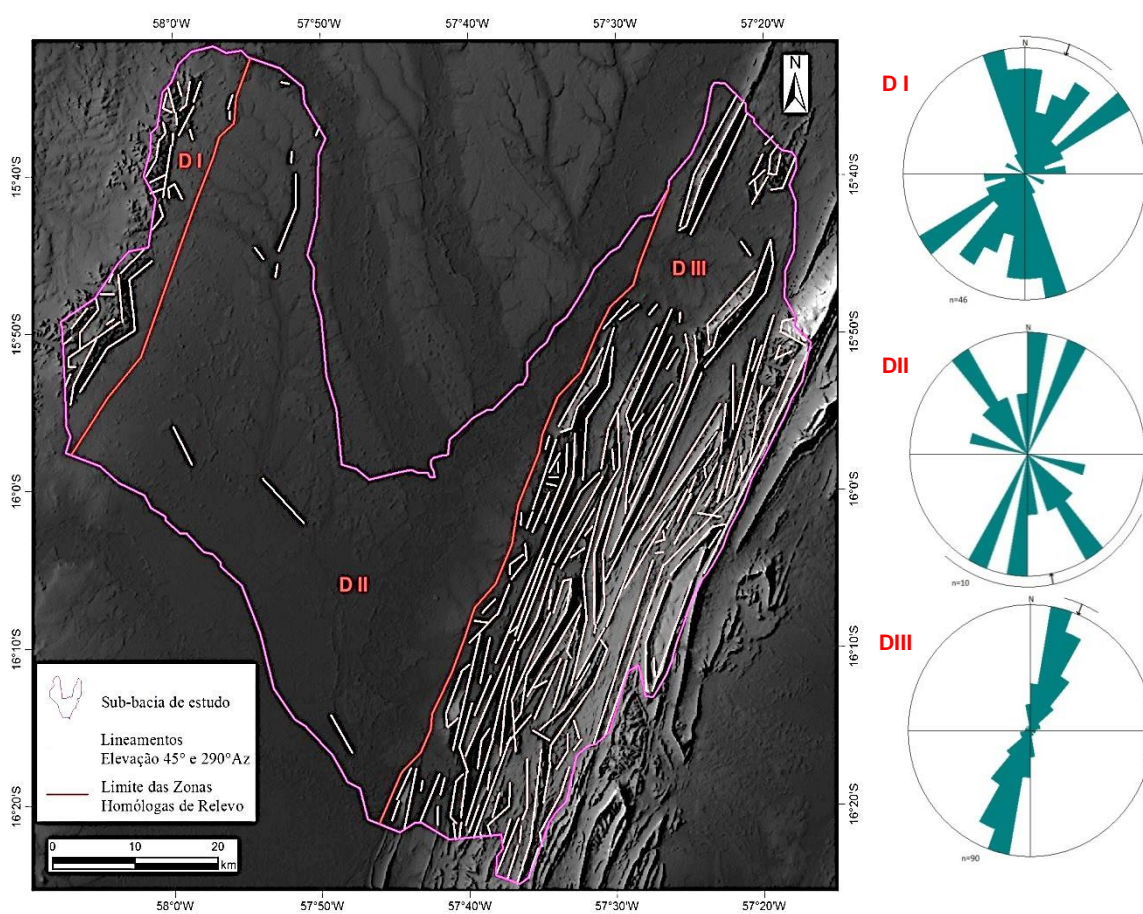 58°0'W
57°50'W
57°40'W
57°30'W
57°20'W
15°40'S
15°50'S
16°0'S
16°10'S
16°20'S
15°40'S
15°50'S
16°0'S
16°10'S
16°20'S
N
D I
D II
D III
Sub-bacia de estudo
Lineamentos
Elevação 45° e 290°Az
Limite das Zonas
Homólogas de Relevo
0 10 20
km
58°0'W
57°50'W
57°40'W
57°30'W
57°20'W
D I
N
n=46
DII
N
n=10
DIII
N
n=90